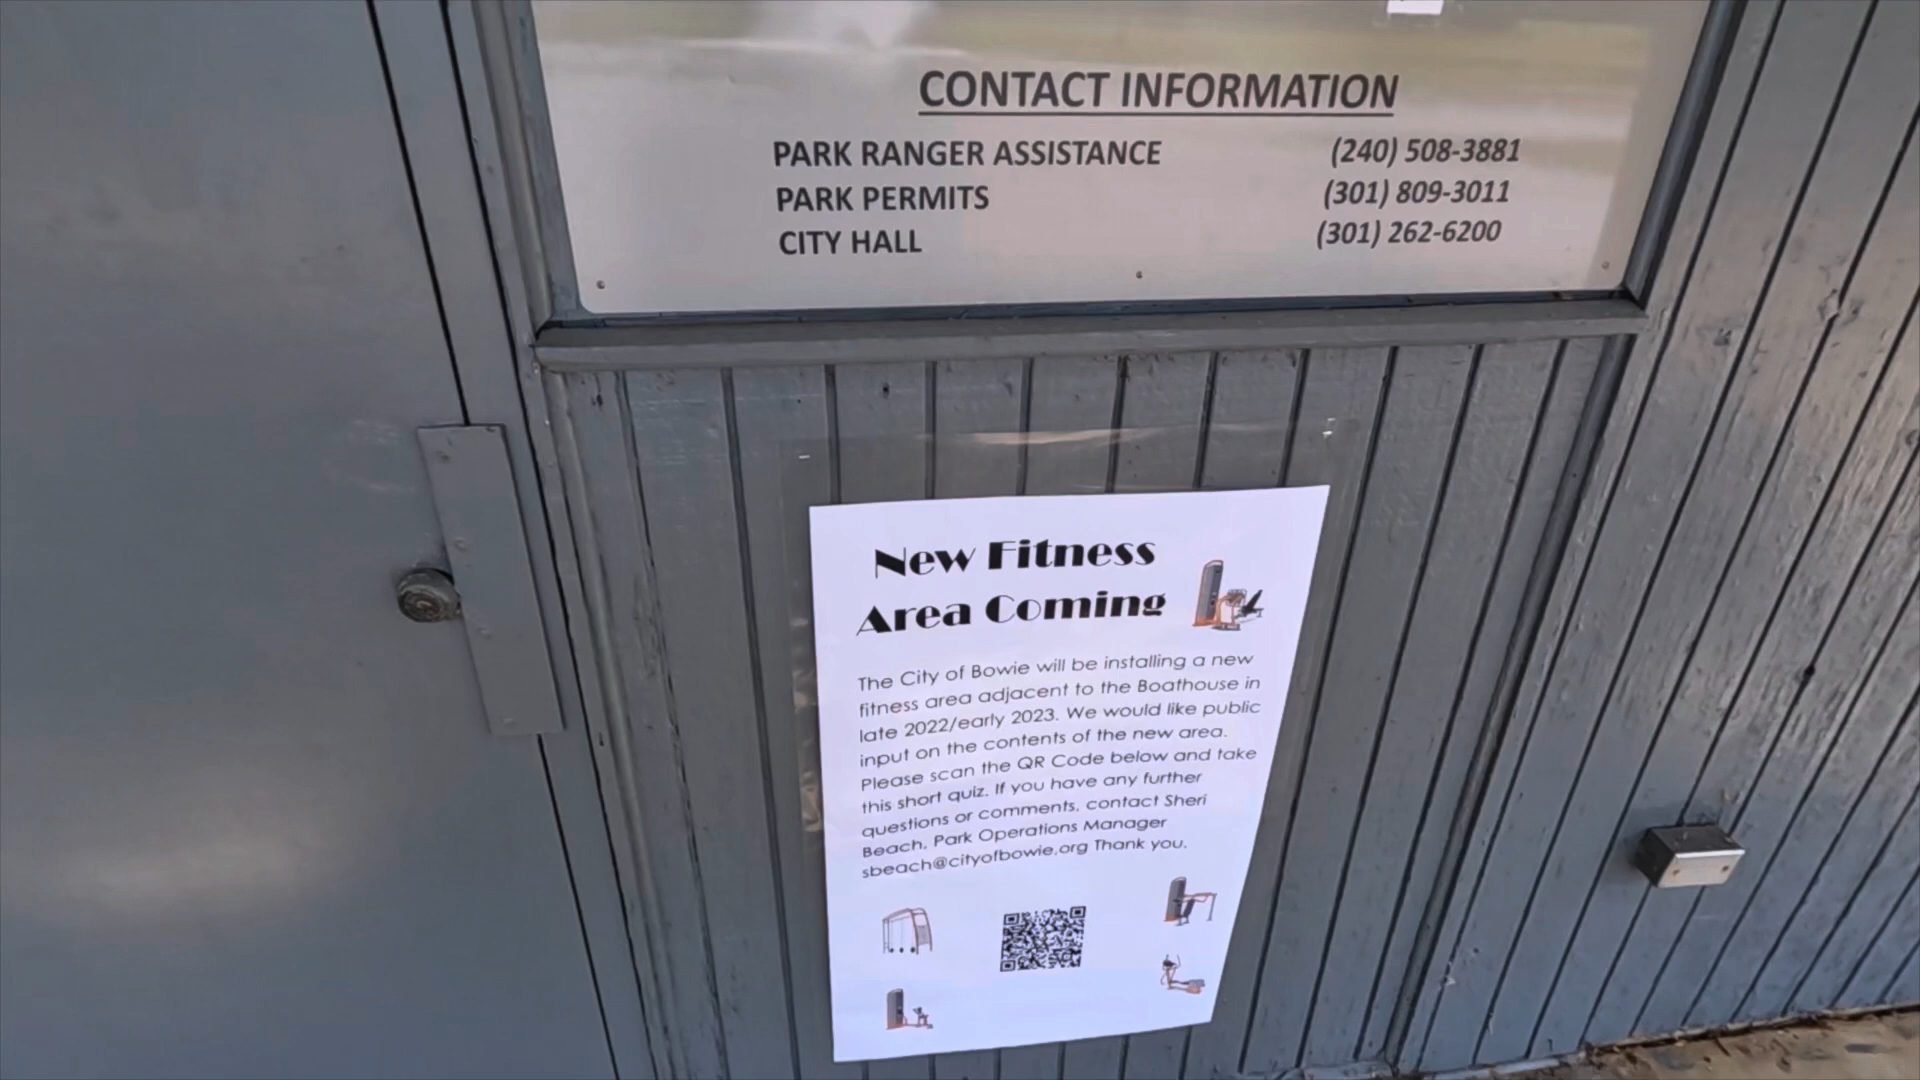 CONTACT INFORMATION
PARK RANGER ASSISTANCE (240) 508-3881
PARK PERMITS (301) 809-3011
CITY HALL (301) 262-6200
New Fitness
Area Coming
The City of Bowie will be installing a new
fitness area adjacent to the Boathouse in
late 2022/early 2023. We would like public
input on the contents of the new area.
Please scan the QR Code below and take
this short quiz. If you have any further
questions or comments, contact Sheri
Beach, Park Operations Manager
sbeach@cityofbowie.org Thank you.